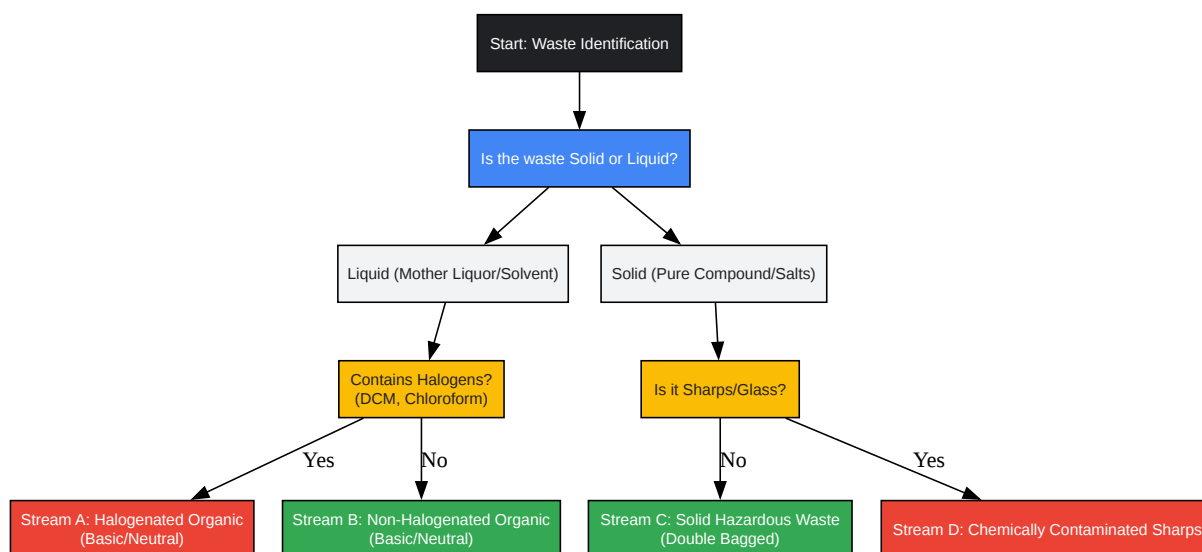 Start: Waste Identification
Is the waste Solid or Liquid?
Liquid (Mother Liquor/Solvent)
Solid (Pure Compound/Salts)
Contains Halogens?
(DCM, Chloroform)
Is it Sharps/Glass?
Yes
No
No
Yes
Stream A: Halogenated Organic
(Basic/Neutral)
Stream B: Non-Halogenated Organic
(Basic/Neutral)
Stream C: Solid Hazardous Waste
(Double Bagged)
Stream D: Chemically Contaminated Sharps